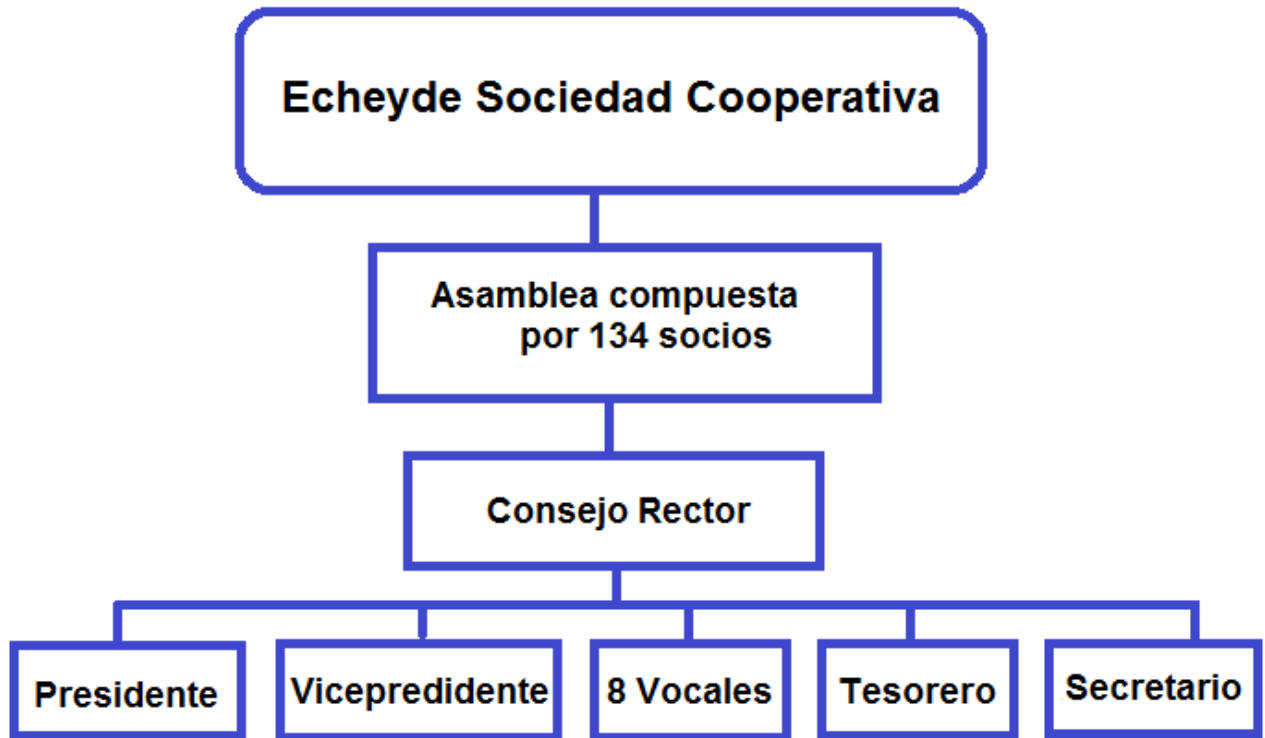 Echeyde Sociedad Cooperativa
Asamblea compuesta
por 134 socios
Consejo Rector
Presidente
Vicepredidente
8 Vocales
Tesorero
Secretario